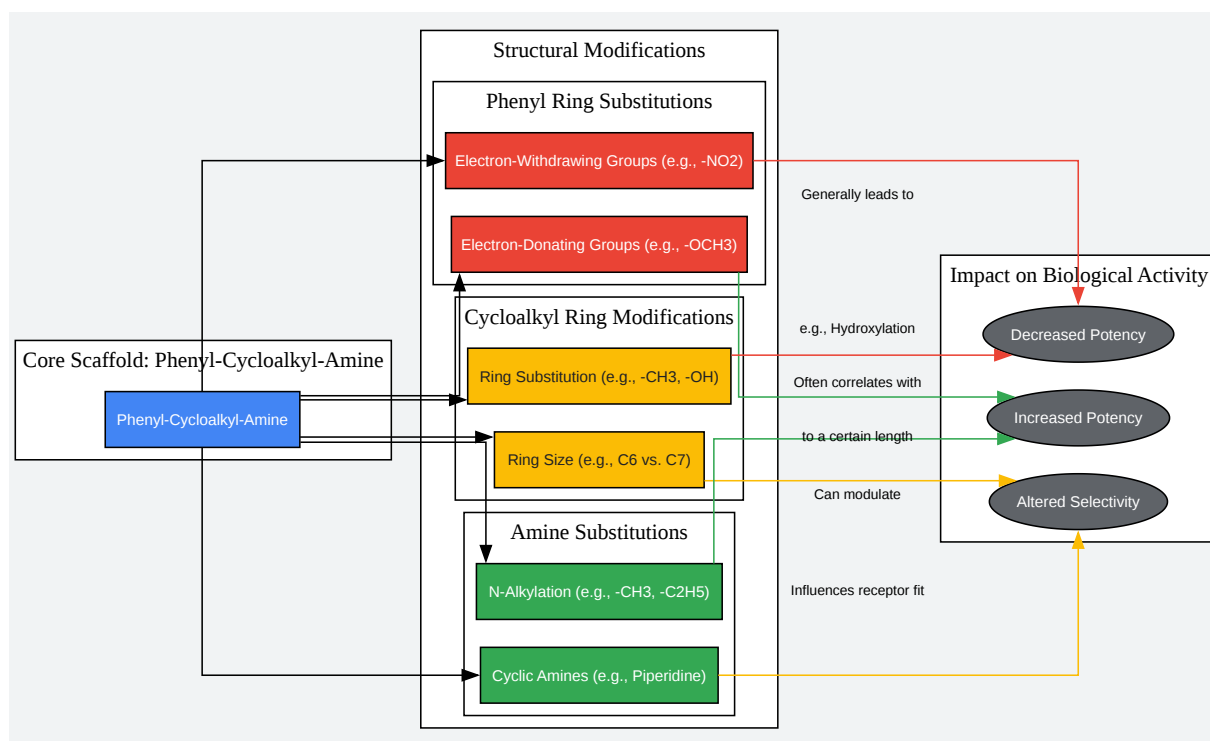 Structural Modifications
Phenyl Ring Substitutions
Electron-Withdrawing Groups (e.g., -NO2)
Generally leads to
Electron-Donating Groups (e.g., -OCH3)
Impact on Biological Activity
Cycloalkyl Ring Modifications
e.g., Hydroxylation
Decreased Potency
Core Scaffold: Phenyl-Cycloalkyl-Amine
Ring Substitution (e.g., -CH3, -OH)
Often correlates with
Phenyl-Cycloalkyl-Amine
Increased Potency
to a certain length
Ring Size (e.g., C6 vs. C7)
Can modulate
Altered Selectivity
Amine Substitutions
N-Alkylation (e.g., -CH3, -C2H5)
Influences receptor fit
Cyclic Amines (e.g., Piperidine)